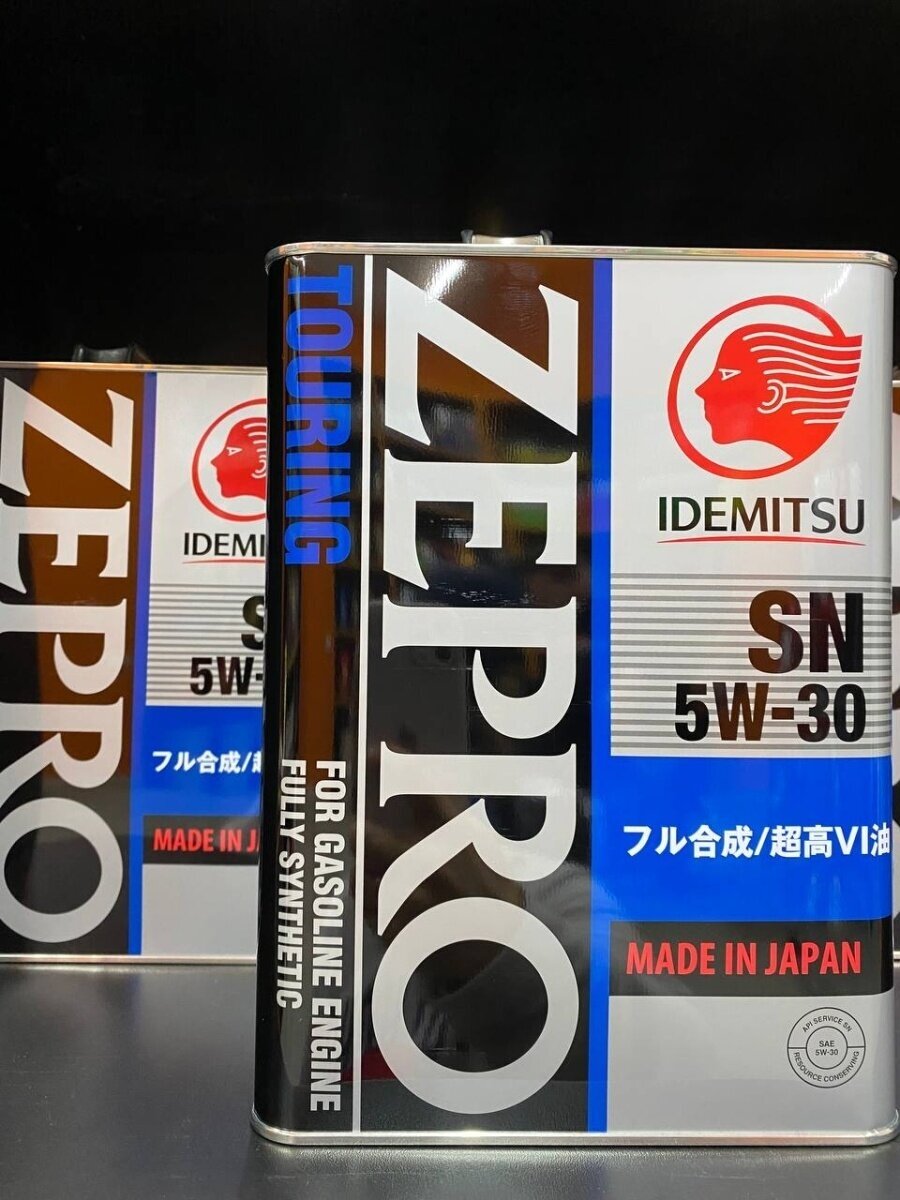 TOURING
ZEPRO
FOR GASOLINE ENGINE
FULLY SYNTHETIC
IDEMITSU
SN
5W-30
フル合成/超高VI油
MADE IN JAPAN
API SERVICE SN
SAE
5W-30
RESOURCE CONSERVING
ZEPRO
IDEMI
S
5W-
フル合成/超
MADE IN JA